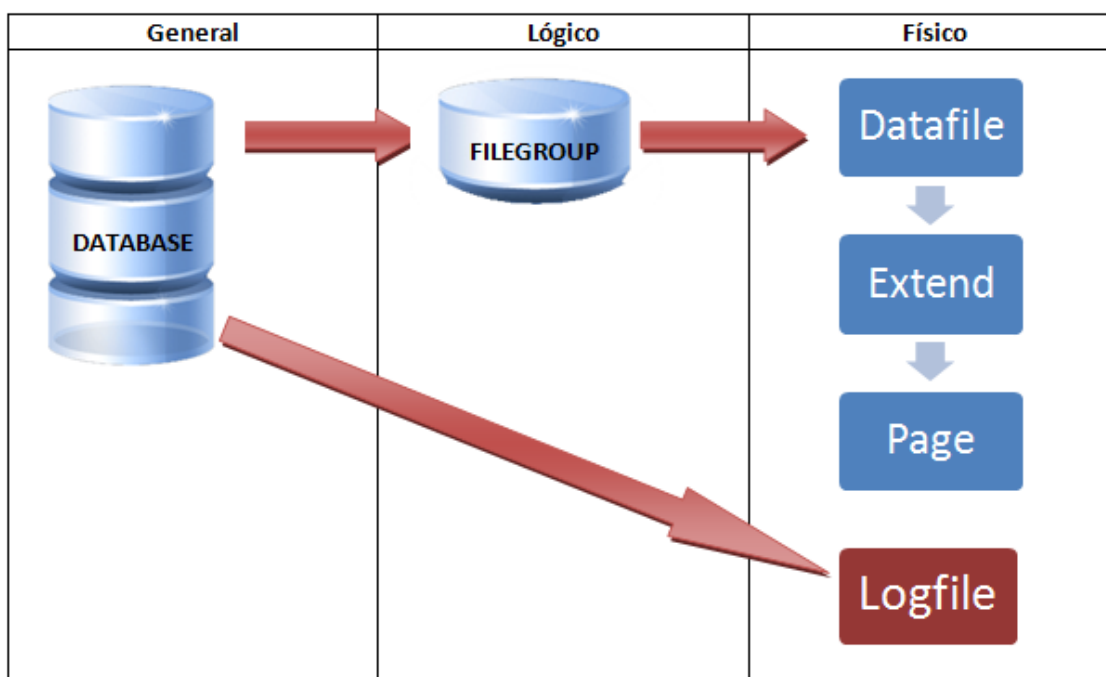 General
Lógico
Físico
DATABASE
FILEGROUP
Datafile
Extend
Page
Logfile